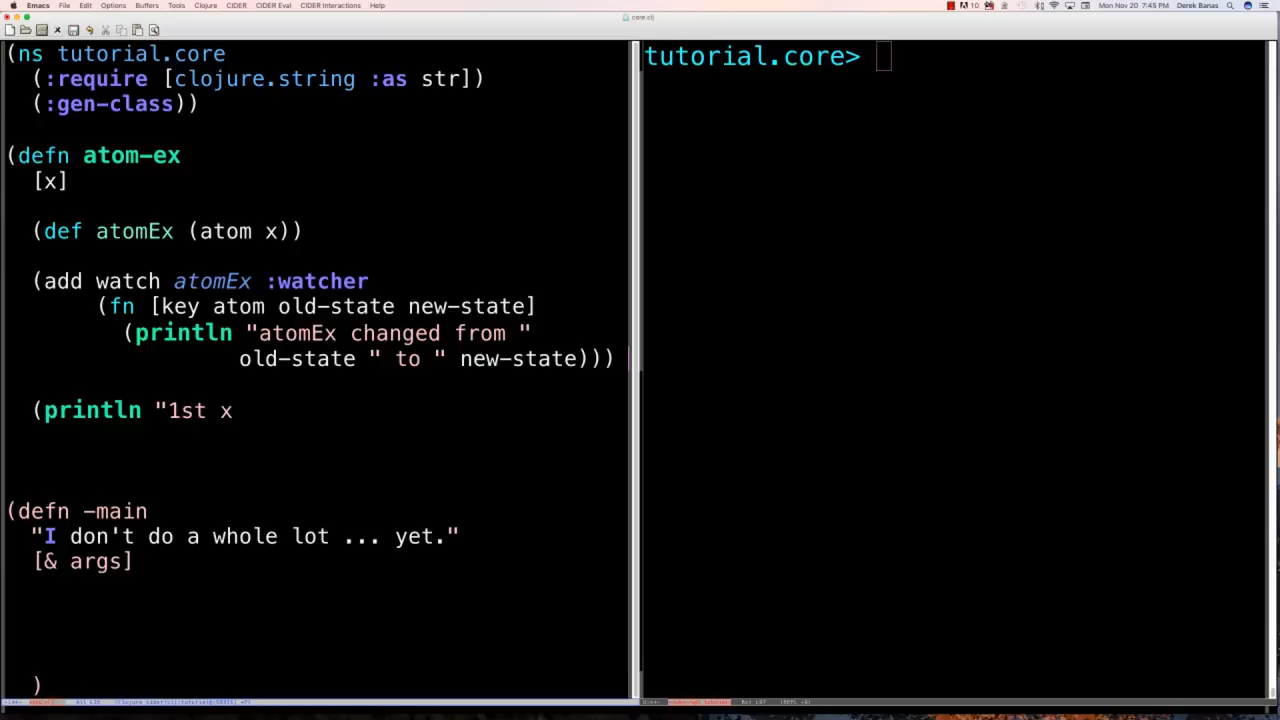 Emacs File Edit Options Buffers Tools Clojure CIDER CIDER Eval CIDER Interactions Help
10 Mon Nov 20 7:45 PM Derek Banas
core.clj
(ns tutorial.core
(:require [clojure.string :as str])
(:gen-class))
(defn atom-ex
[x]
(def atomEx (atom x))
(add watch atomEx :watcher
(fn [key atom old-state new-state]
(println "atomEx changed from "
old-state " to " new-state)))
(println "1st x
(defn -main
"I don't do a whole lot ... yet."
[& args]
)
tutorial.core>